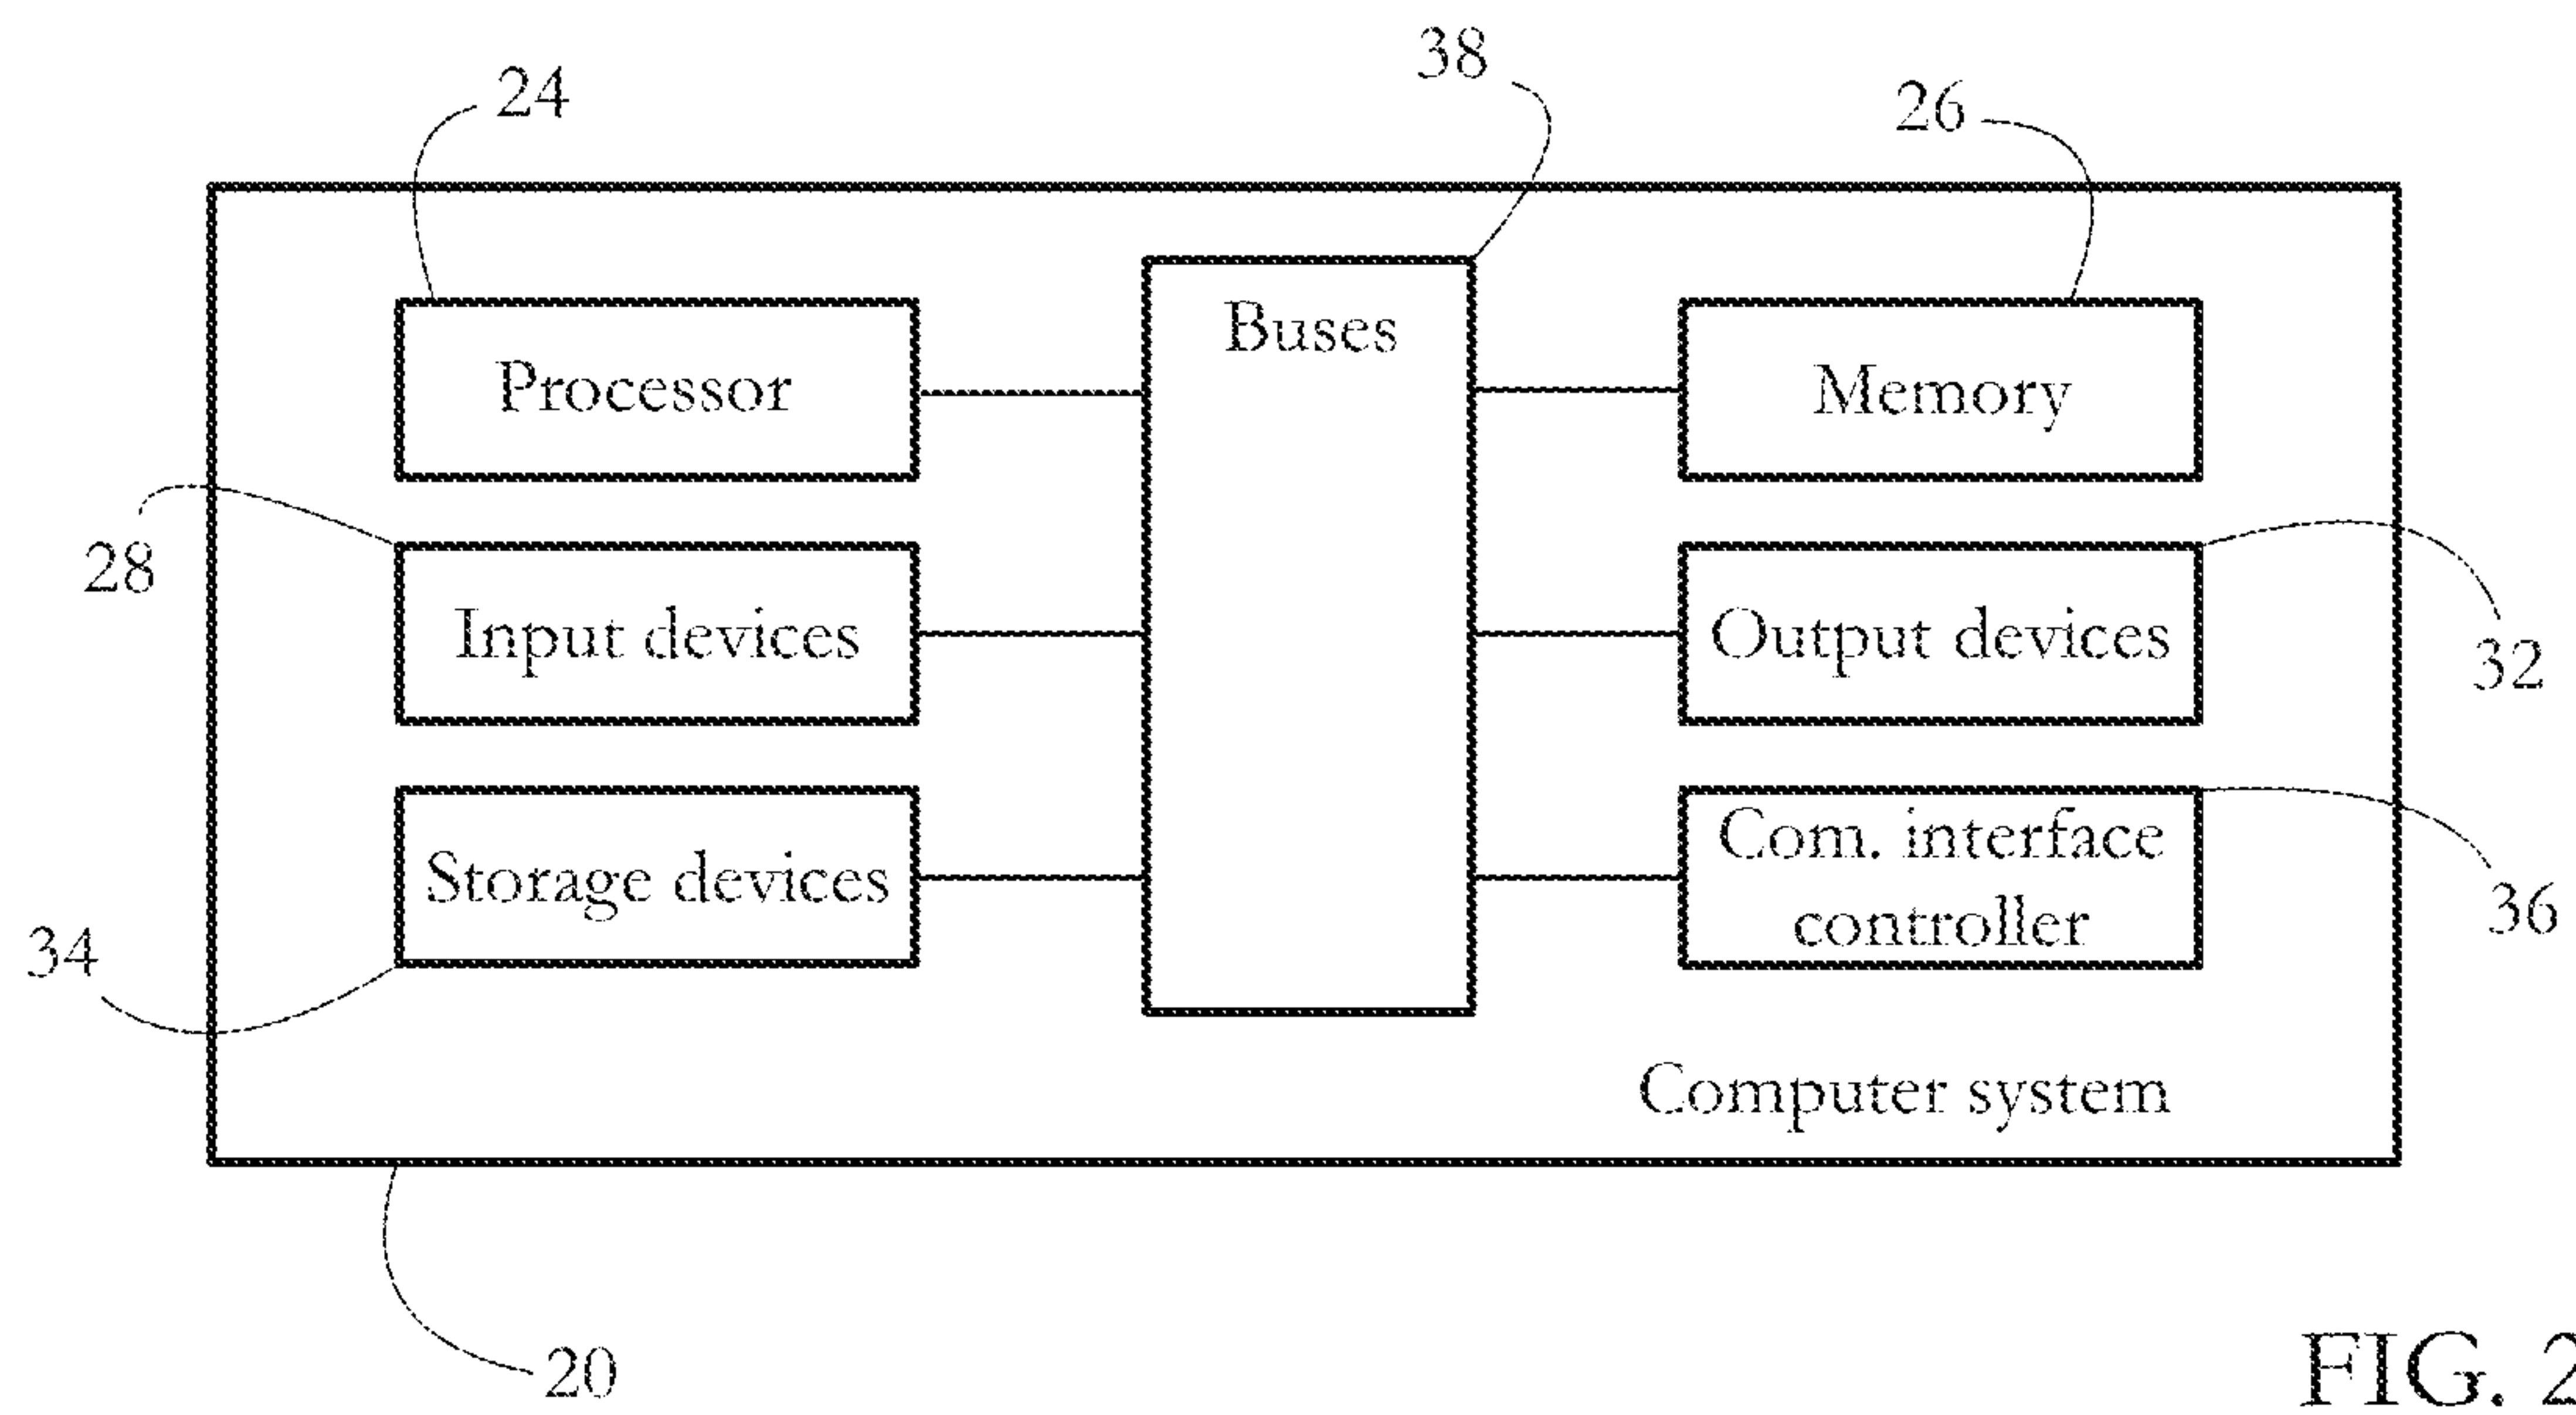 38
24
26
Buses
Processor
Memory
28
Input devices
Output devices
32
Storage devices
Com. interface
controller
36
34
Computer system
20
FIG. 2